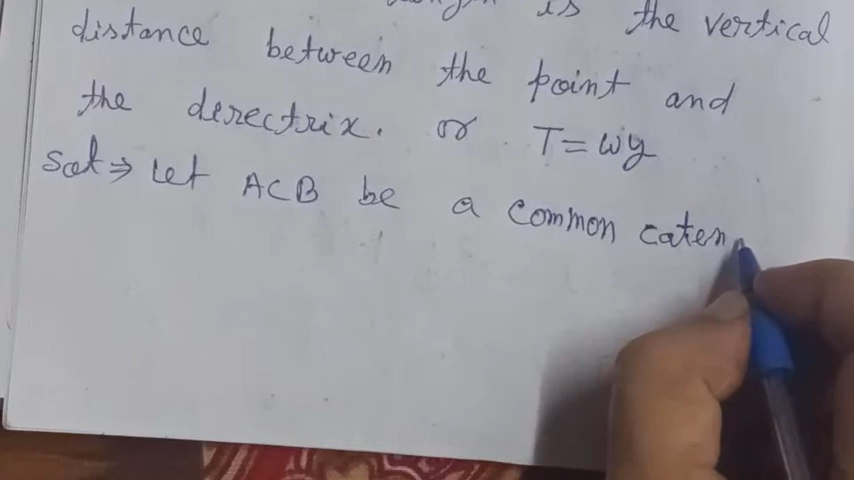 is the vertical
distance between the point and
the derectrix. or T=wy
Sol⇒ Let ACB be a common caten